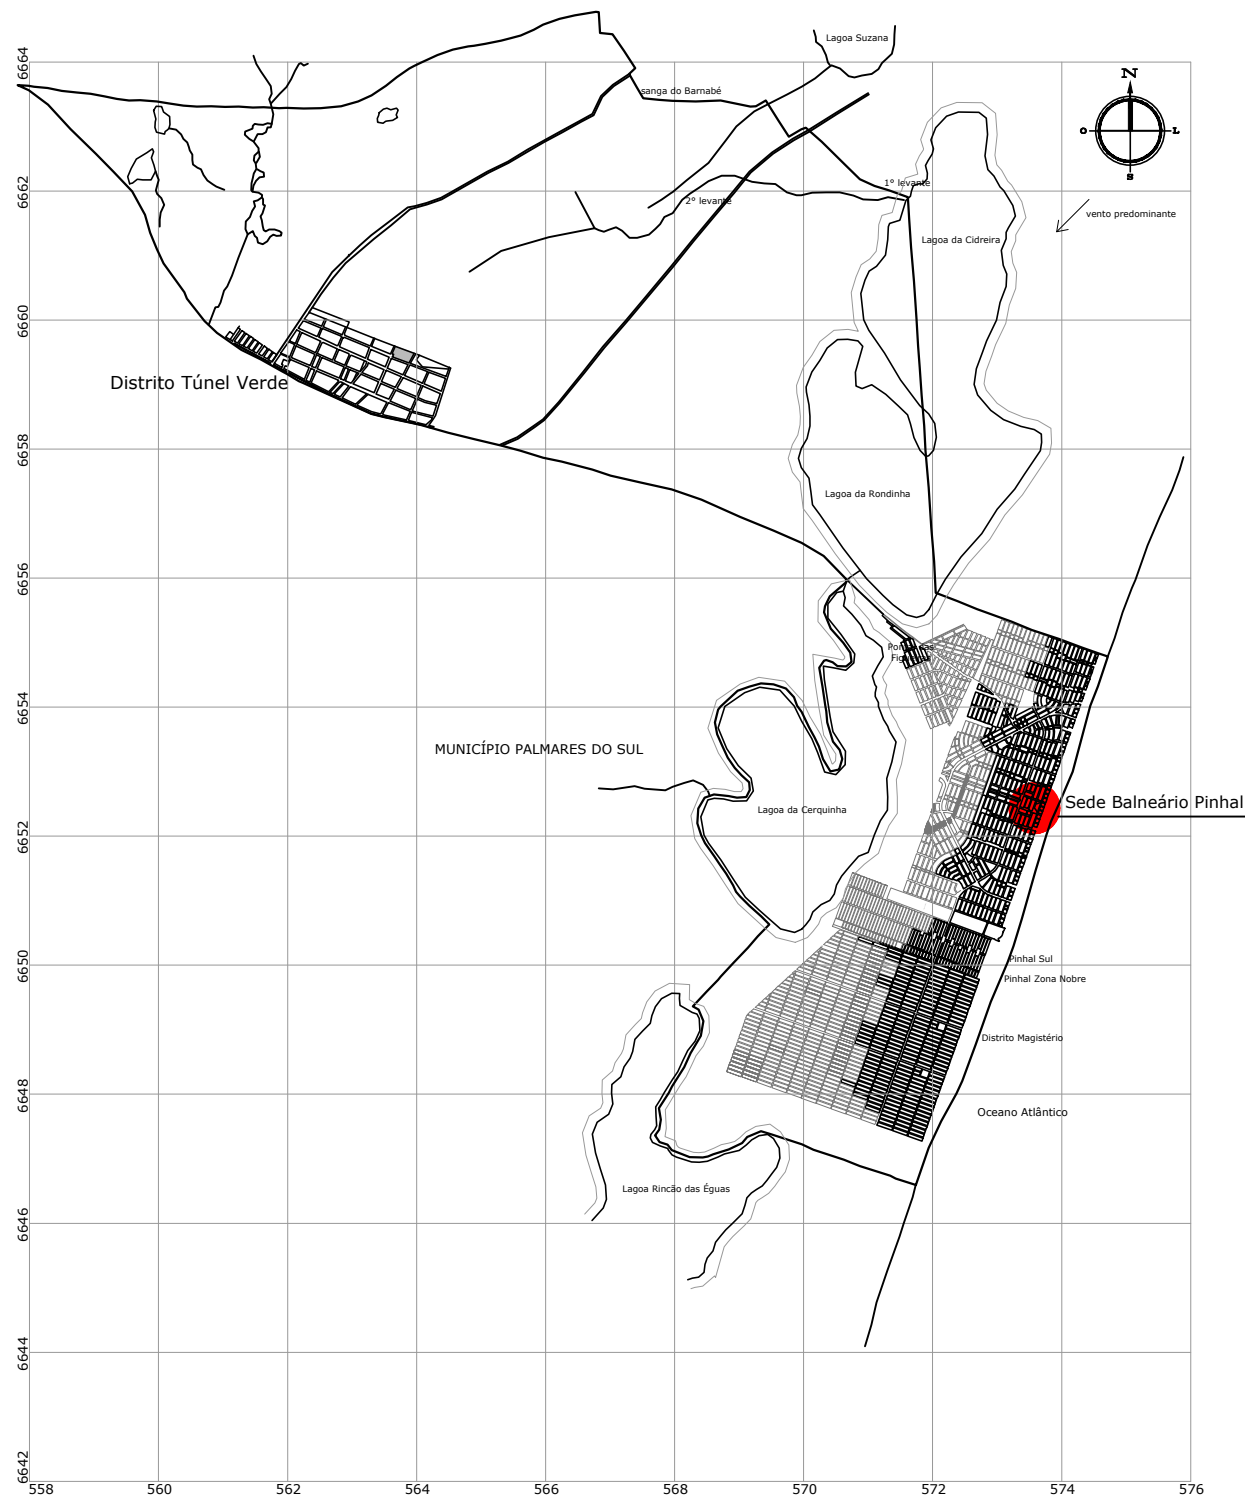 Lagoa Suzana
6664
sanga do Barnabé
N
O
L
S
1° levante
6662
2° levante
vento predominante
Lagoa da Cidreira
6660
Distrito Túnel Verde
6658
Lagoa da Rondinha
6656
6654
MUNICÍPIO PALMARES DO SUL
Sede Balneário Pinhal
Lagoa da Cerquinha
6652
6650
Pinhal Sul
Pinhal Zona Nobre
Distrito Magistério
6648
Oceano Atlântico
Lagoa Rincão das Éguas
6646
6644
6642
558
560
562
564
566
568
570
572
574
576